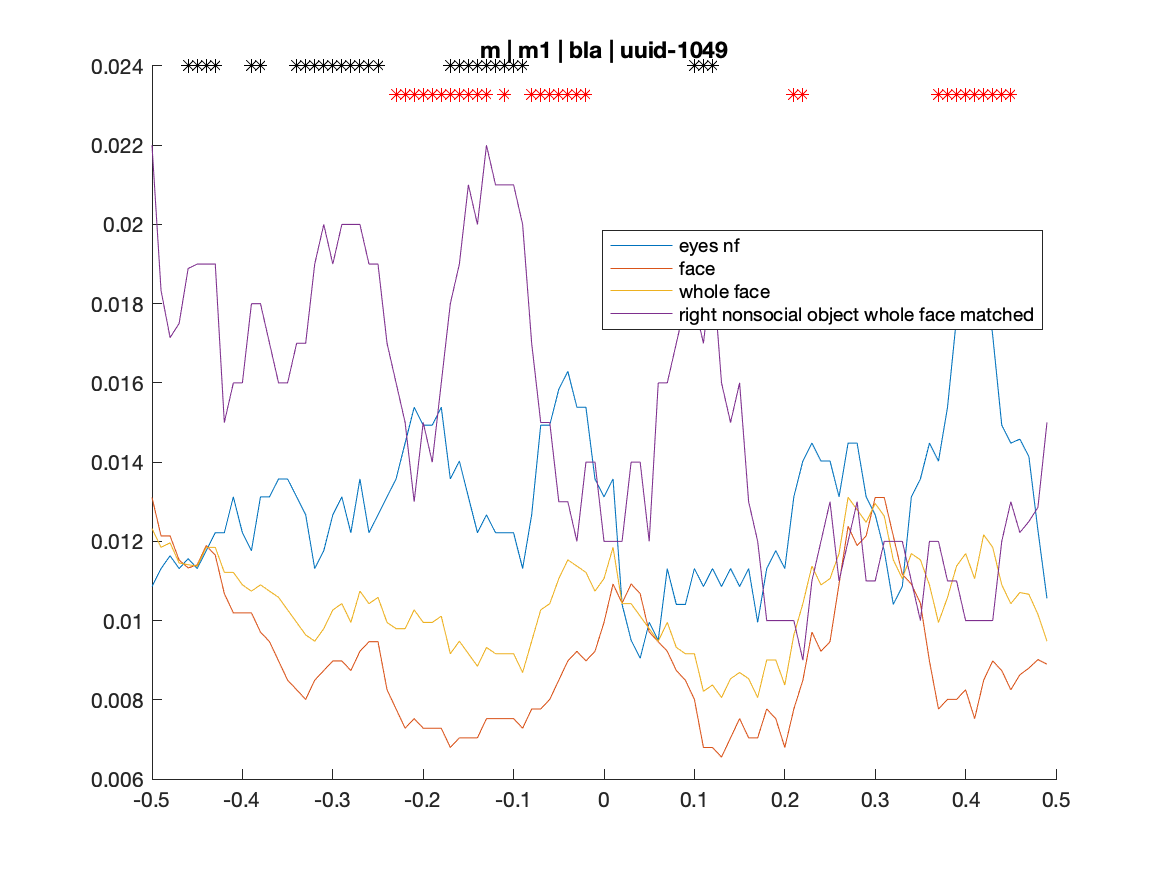 m | m1 | bla | uuid-1049
0.024
0.022
0.02
0.018
0.016
0.014
0.012
0.01
0.008
0.006
eyes nf
face
whole face
right nonsocial object whole face matched
-0.5 -0.4 -0.3 -0.2 -0.1 0 0.1 0.2 0.3 0.4 0.5